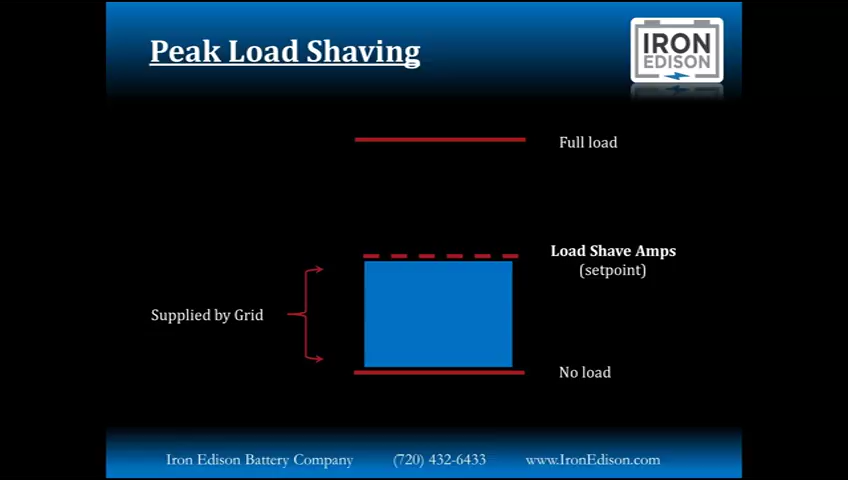 Peak Load Shaving
IRON
EDISON
Full load
Load Shave Amps
(setpoint)
Supplied by Grid
No load
Iron Edison Battery Company (720) 432-6433 www.IronEdison.com